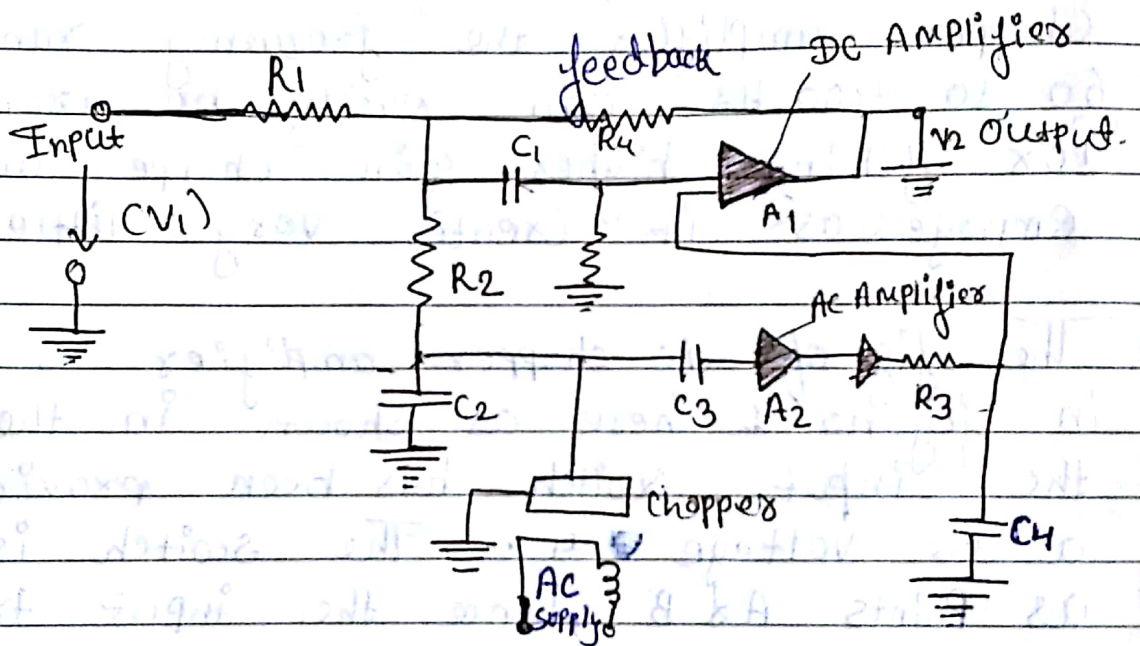 DC Amplifier
feedback
R1
Input
R4
V2 Output.
C1
(V1)
A1
R2
AC Amplifier
C2
C3
A2
R3
Chopper
C4
AC
supply